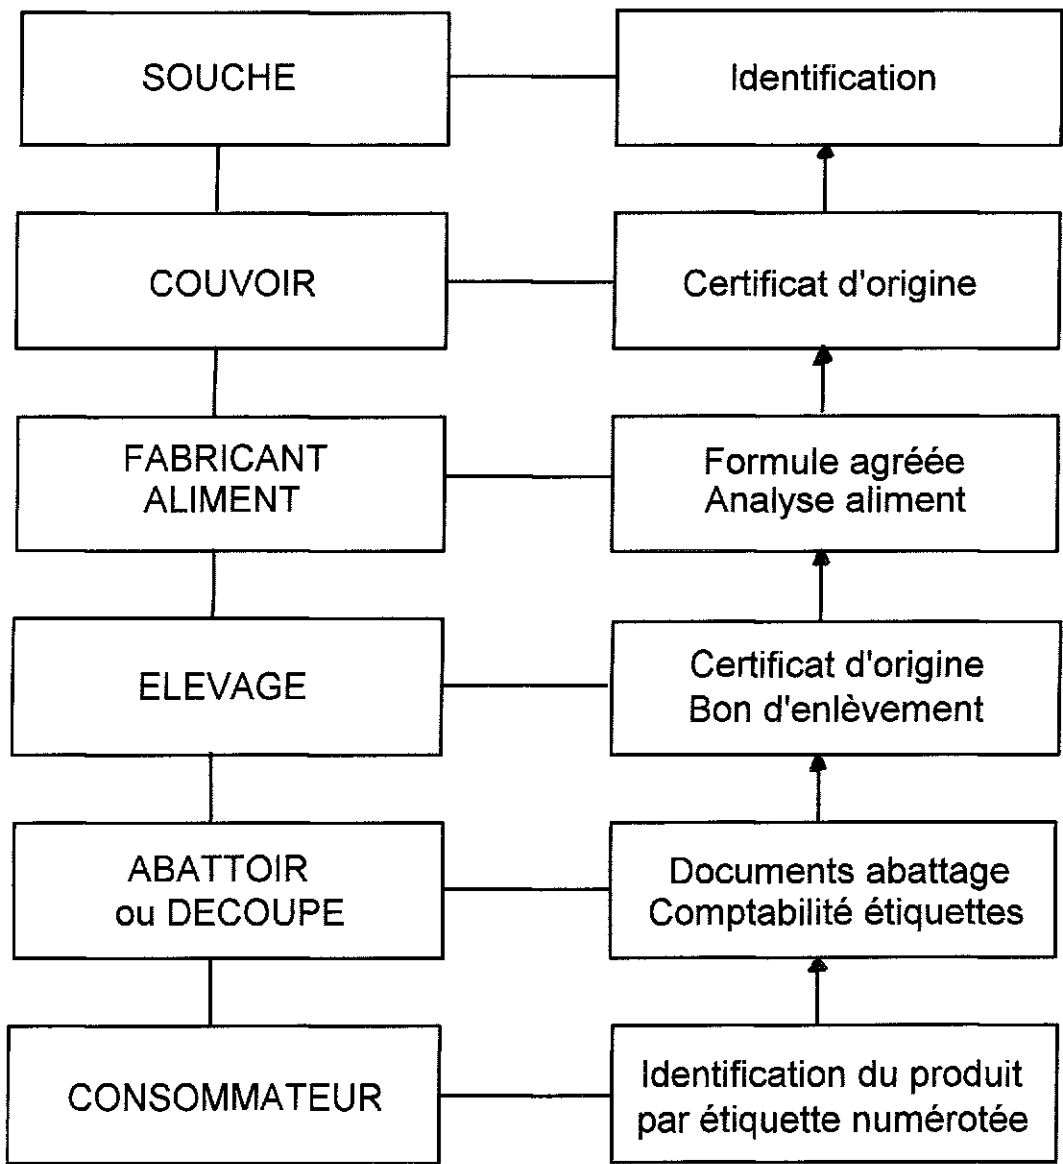 SOUCHE
Identification
COUVOIR
Certificat d'origine
FABRICANT
ALIMENT
Formule agréée
Analyse aliment
ELEVAGE
Certificat d'origine
Bon d'enlèvement
ABATTOIR
ou DECOUPE
Documents abattage
Comptabilité étiquettes
CONSOMMATEUR
Identification du produit
par étiquette numérotée